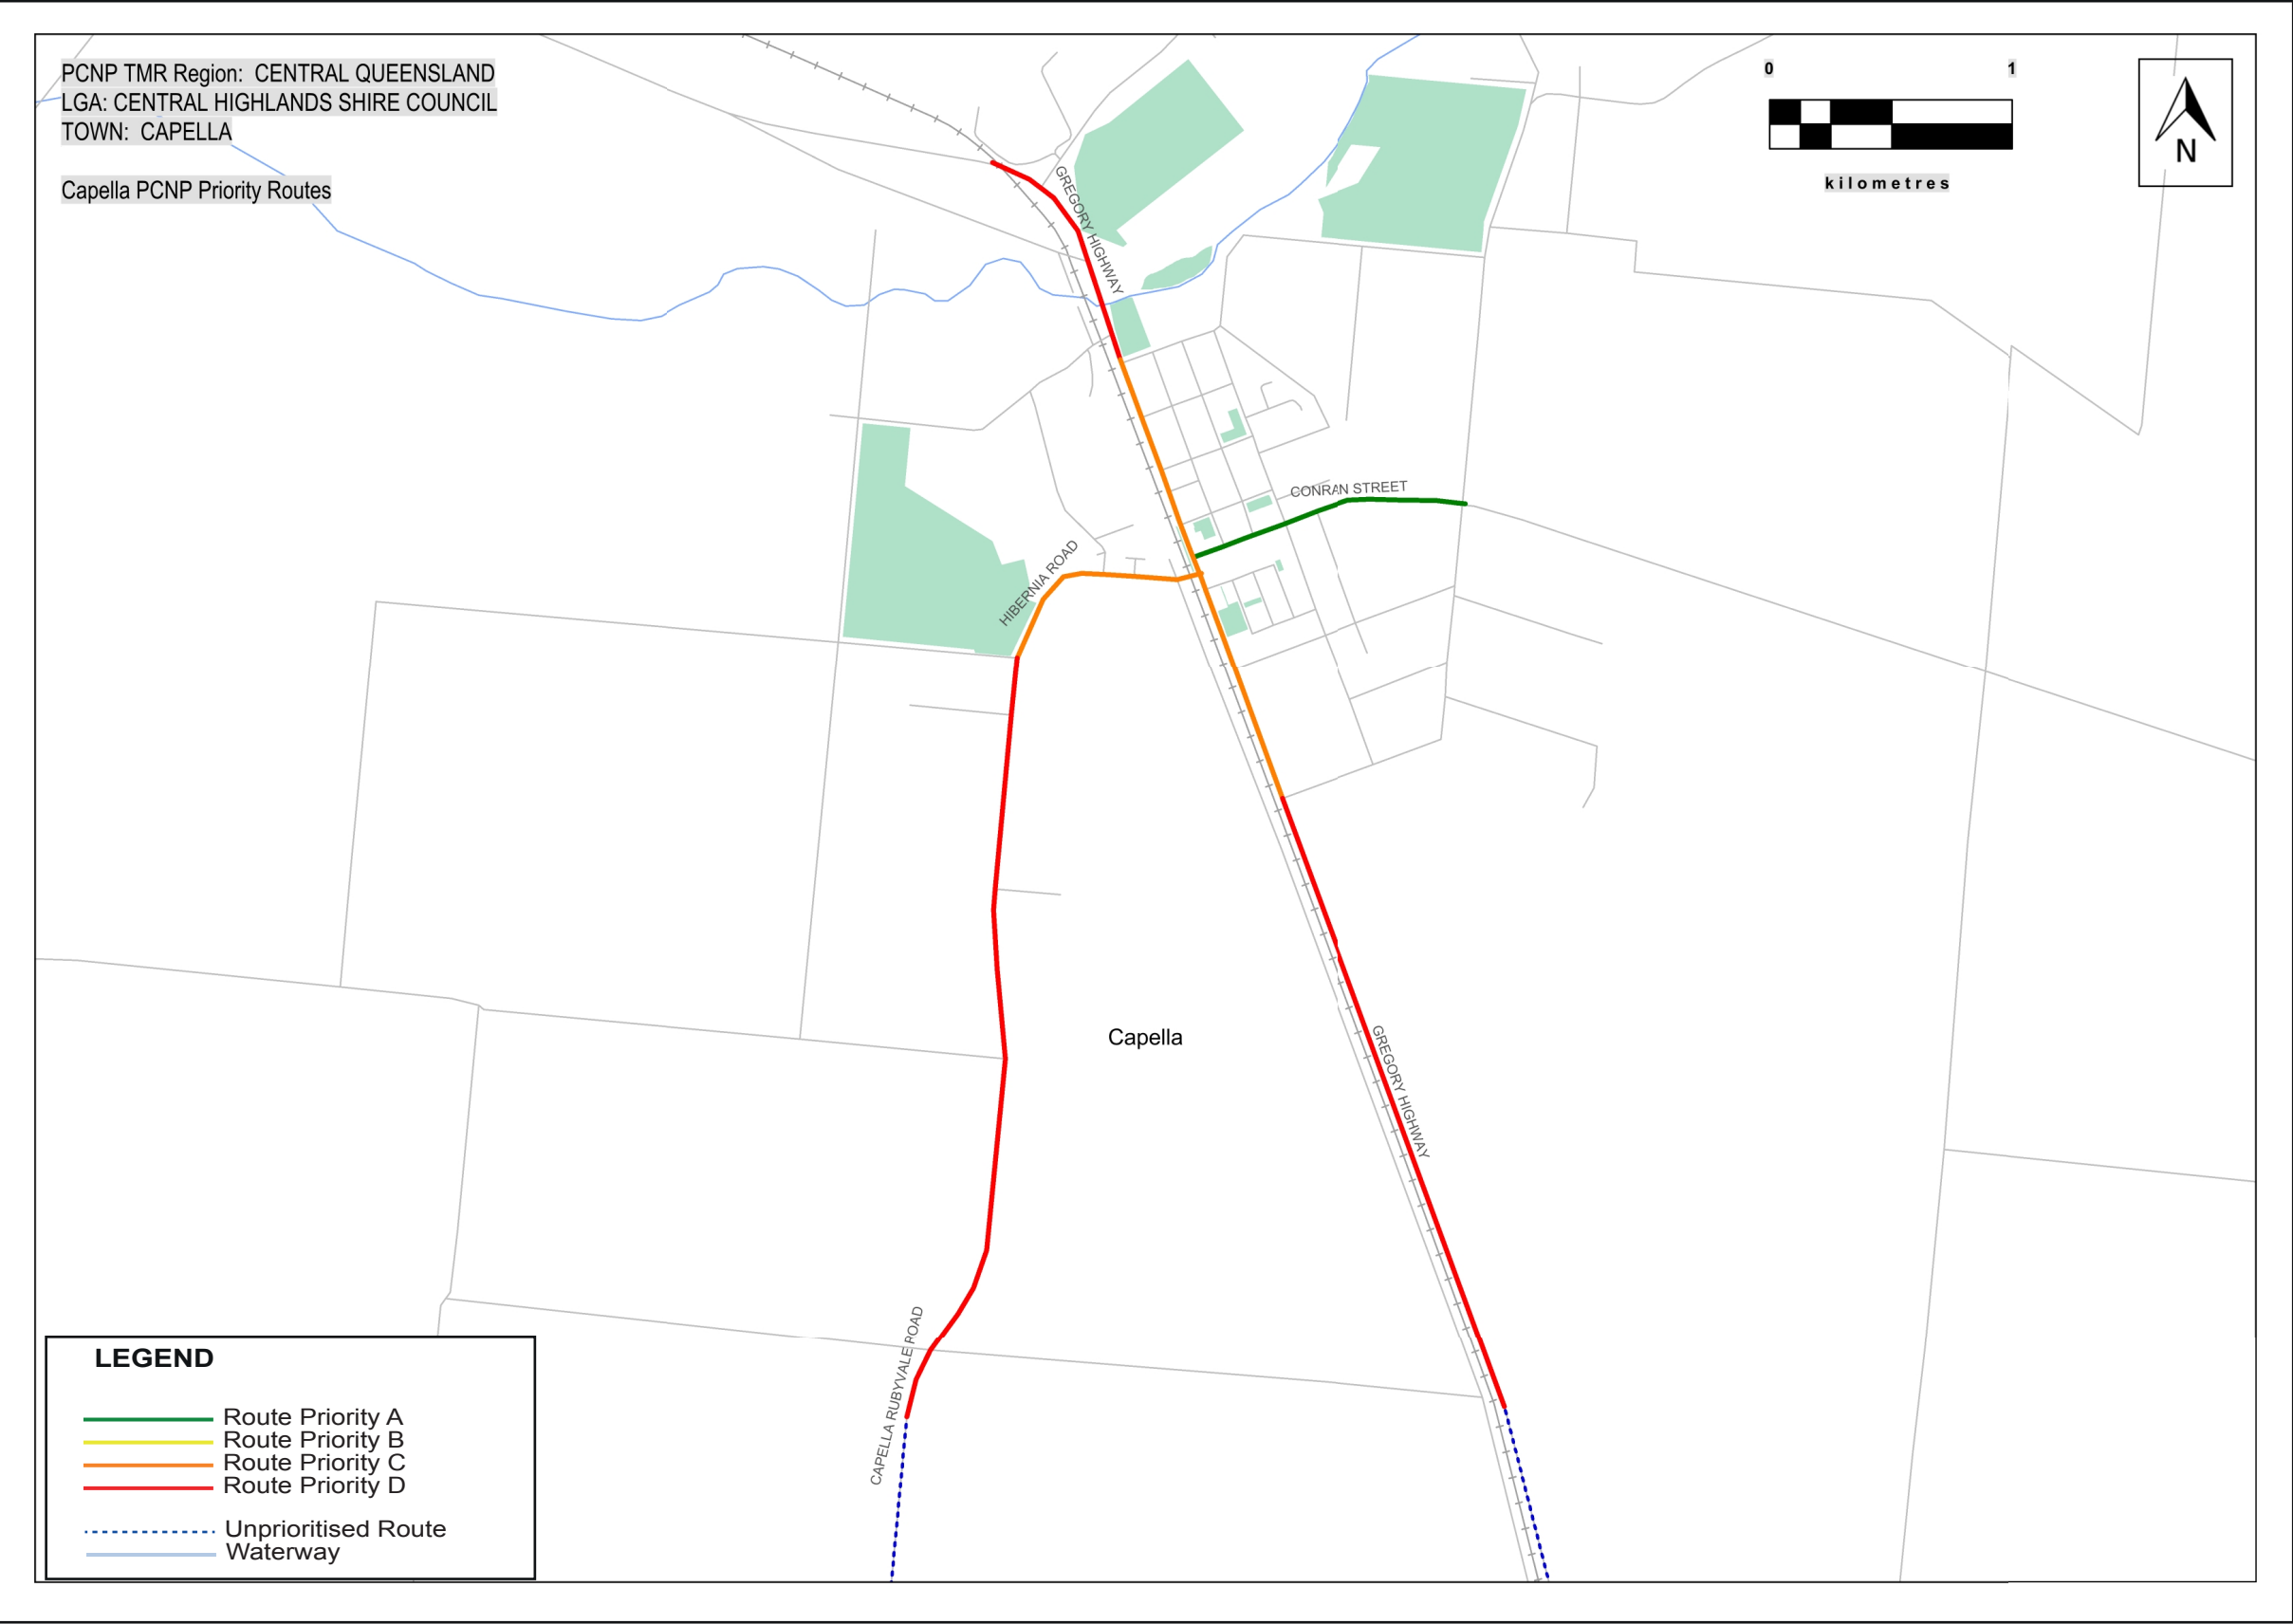 PCNP TMR Region: CENTRAL QUEENSLAND
LGA: CENTRAL HIGHLANDS SHIRE COUNCIL
TOWN: CAPELLA
Capella PCNP Priority Routes
0 1
kilometres
N
GREGORY HIGHWAY
CONRAN STREET
HIBERNIA ROAD
Capella
GREGORY HIGHWAY
CAPELLA RUBYVALE ROAD
LEGEND
Route Priority A
Route Priority B
Route Priority C
Route Priority D
Unprioritised Route
Waterway